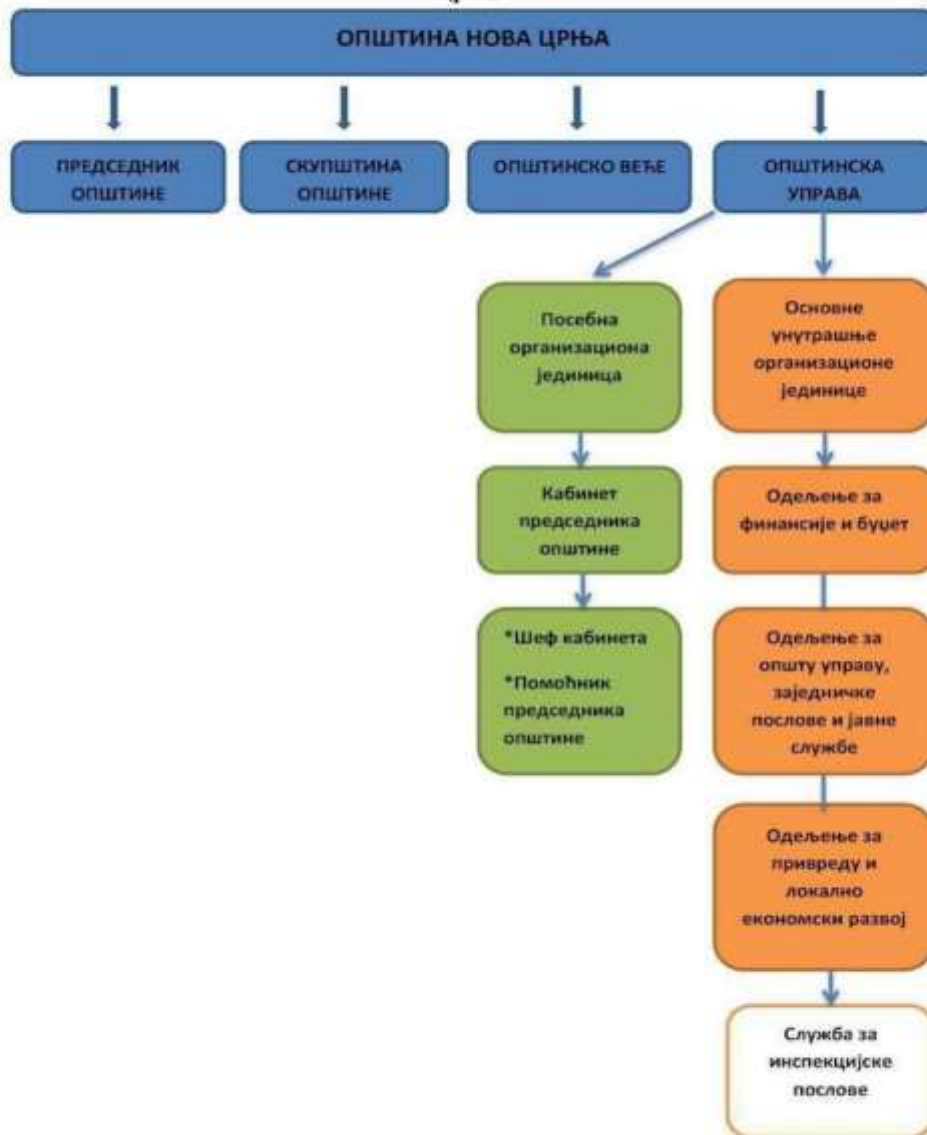 ОПШТИНА НОВА ЦРЊА
ПРЕДСЕДНИК
ОПШТИНЕ
СКУПШТИНА
ОПШТИНЕ
ОПШТИНСКО ВЕЋЕ
ОПШТИНСКА
УПРАВА
Посебна
организациона
јединица
Основне
унутрашње
организационе
јединице
Кабинет
председника
општине
Одељење за
финансије и буџет
*Шеф кабинета
*Помоћник
председника
општине
Одељење за
општу управу,
заједничке
послове и јавне
службе
Одељење за
привреду и
локално
економски развој
Служба за
инспекцијске
послове